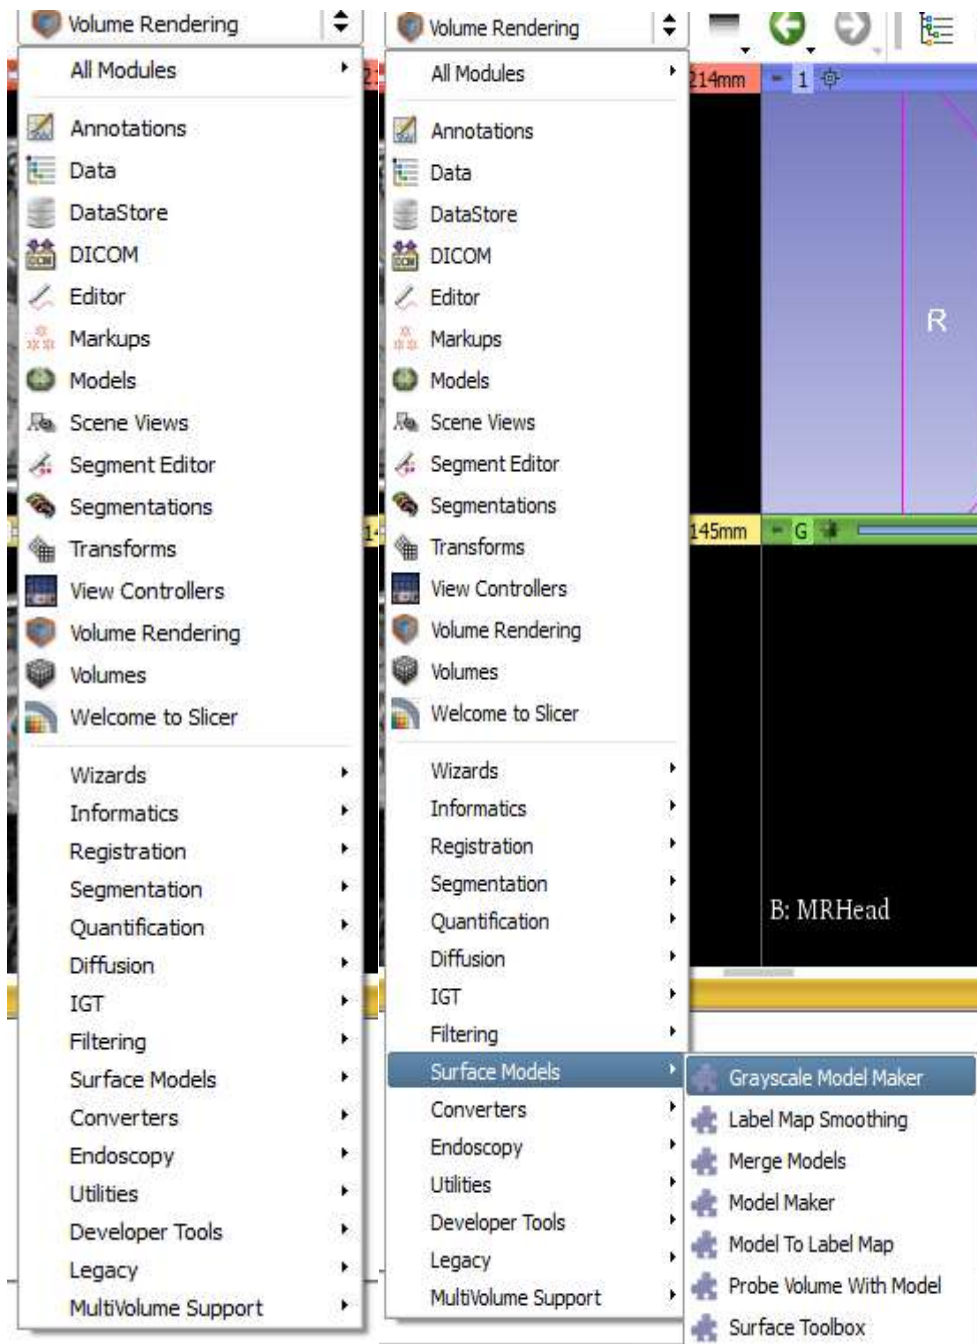 Volume Rendering
All Modules
Annotations
Data
DataStore
DICOM
Editor
Markups
Models
Scene Views
Segment Editor
Segmentations
Transforms
View Controllers
Volume Rendering
Volumes
Welcome to Slicer
Wizards
Informatics
Registration
Segmentation
Quantification
Diffusion
IGT
Filtering
Surface Models
Converters
Endoscopy
Utilities
Developer Tools
Legacy
MultiVolume Support
Volume Rendering
All Modules
Annotations
Data
DataStore
DICOM
Editor
Markups
Models
Scene Views
Segment Editor
Segmentations
Transforms
View Controllers
Volume Rendering
Volumes
Welcome to Slicer
Wizards
Informatics
Registration
Segmentation
Quantification
Diffusion
IGT
Filtering
Surface Models
Converters
Endoscopy
Utilities
Developer Tools
Legacy
MultiVolume Support
Grayscale Model Maker
Label Map Smoothing
Merge Models
Model Maker
Model To Label Map
Probe Volume With Model
Surface Toolbox
214mm
1
R
145mm
G
B: MRHead